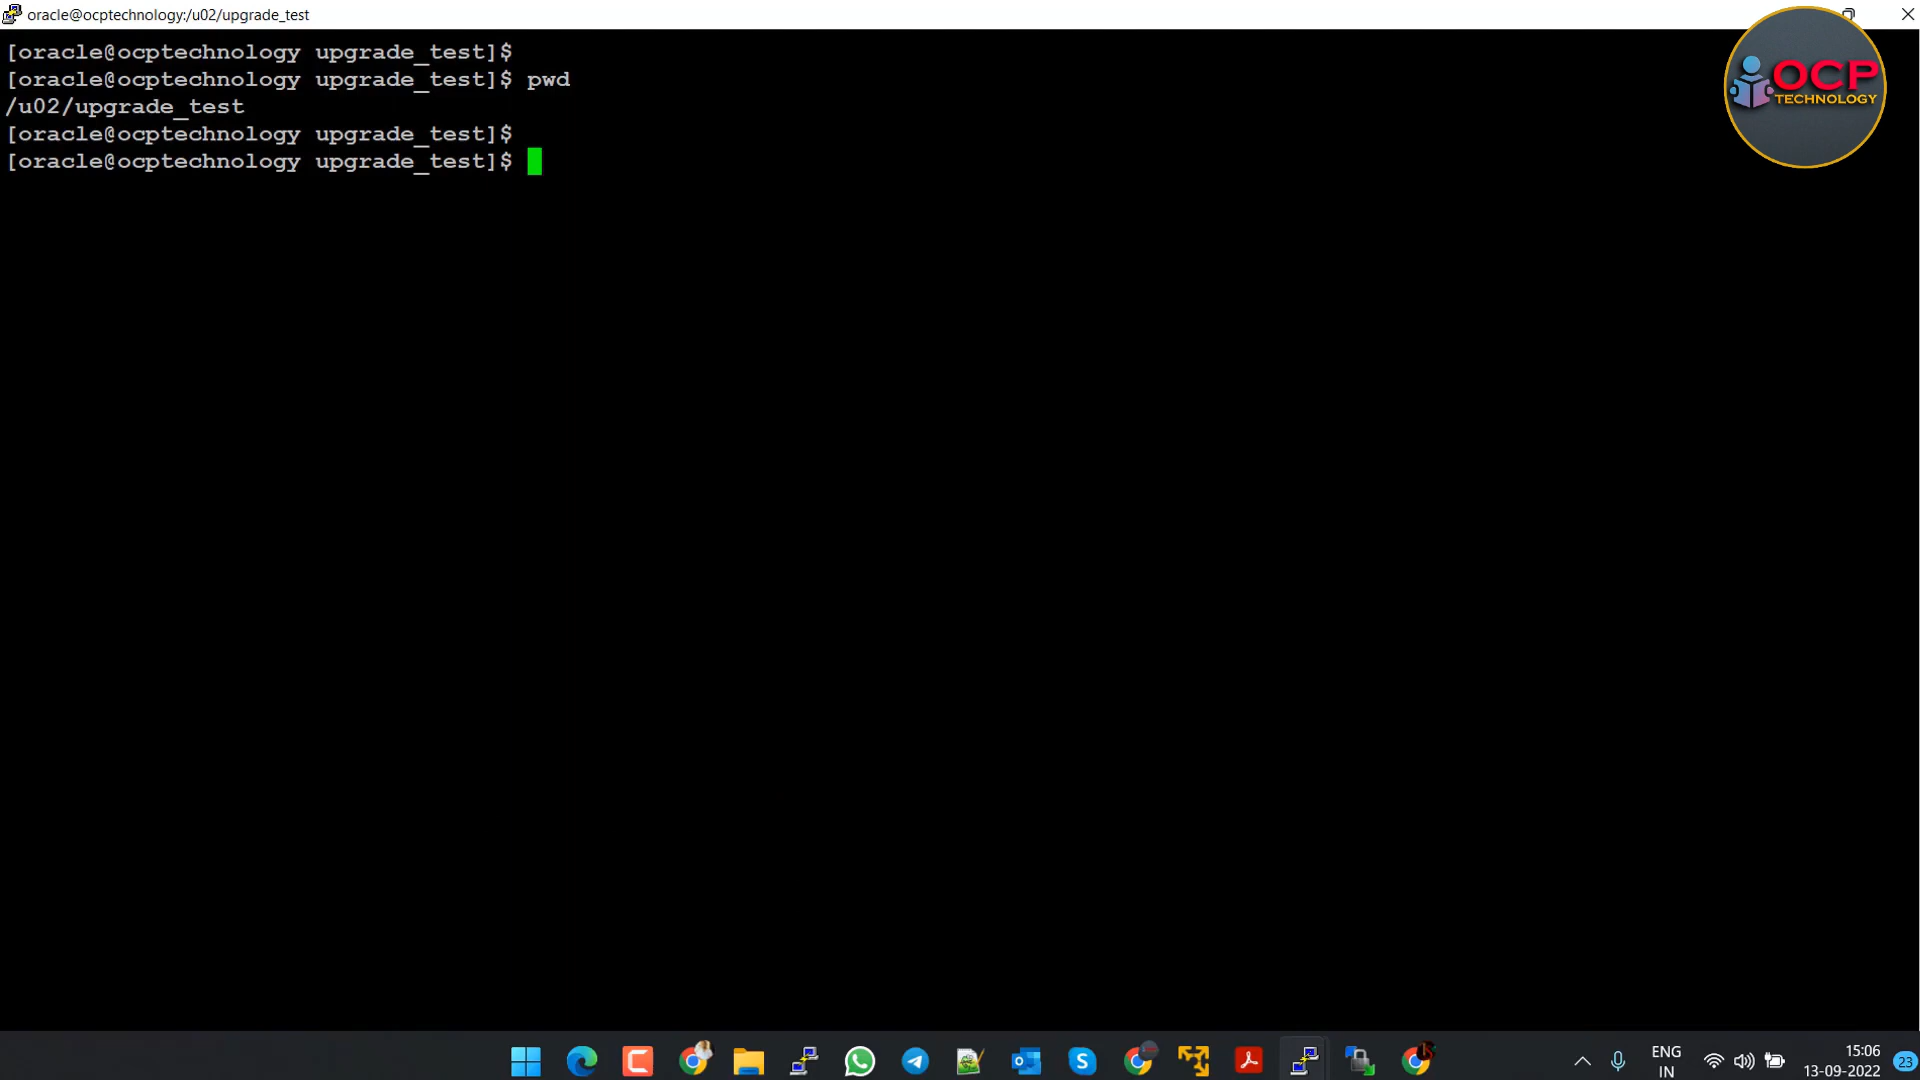 oracle@ocptechnology:/u02/upgrade_test
[oracle@ocptechnology upgrade_test]$
[oracle@ocptechnology upgrade_test]$ pwd
/u02/upgrade_test
[oracle@ocptechnology upgrade_test]$
[oracle@ocptechnology upgrade_test]$
OCP
TECHNOLOGY
ENG
IN
15:06
13-09-2022
23